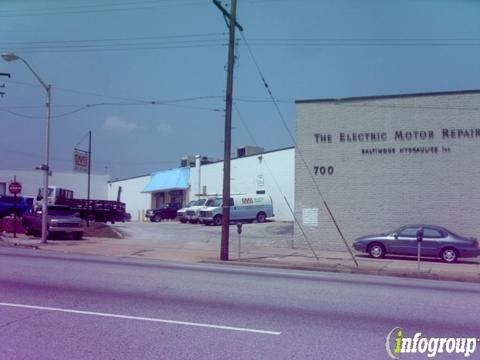 THE ELECTRIC MOTOR REPAIR
BALTIMORE HYDRAULICS INC
700
infogroup